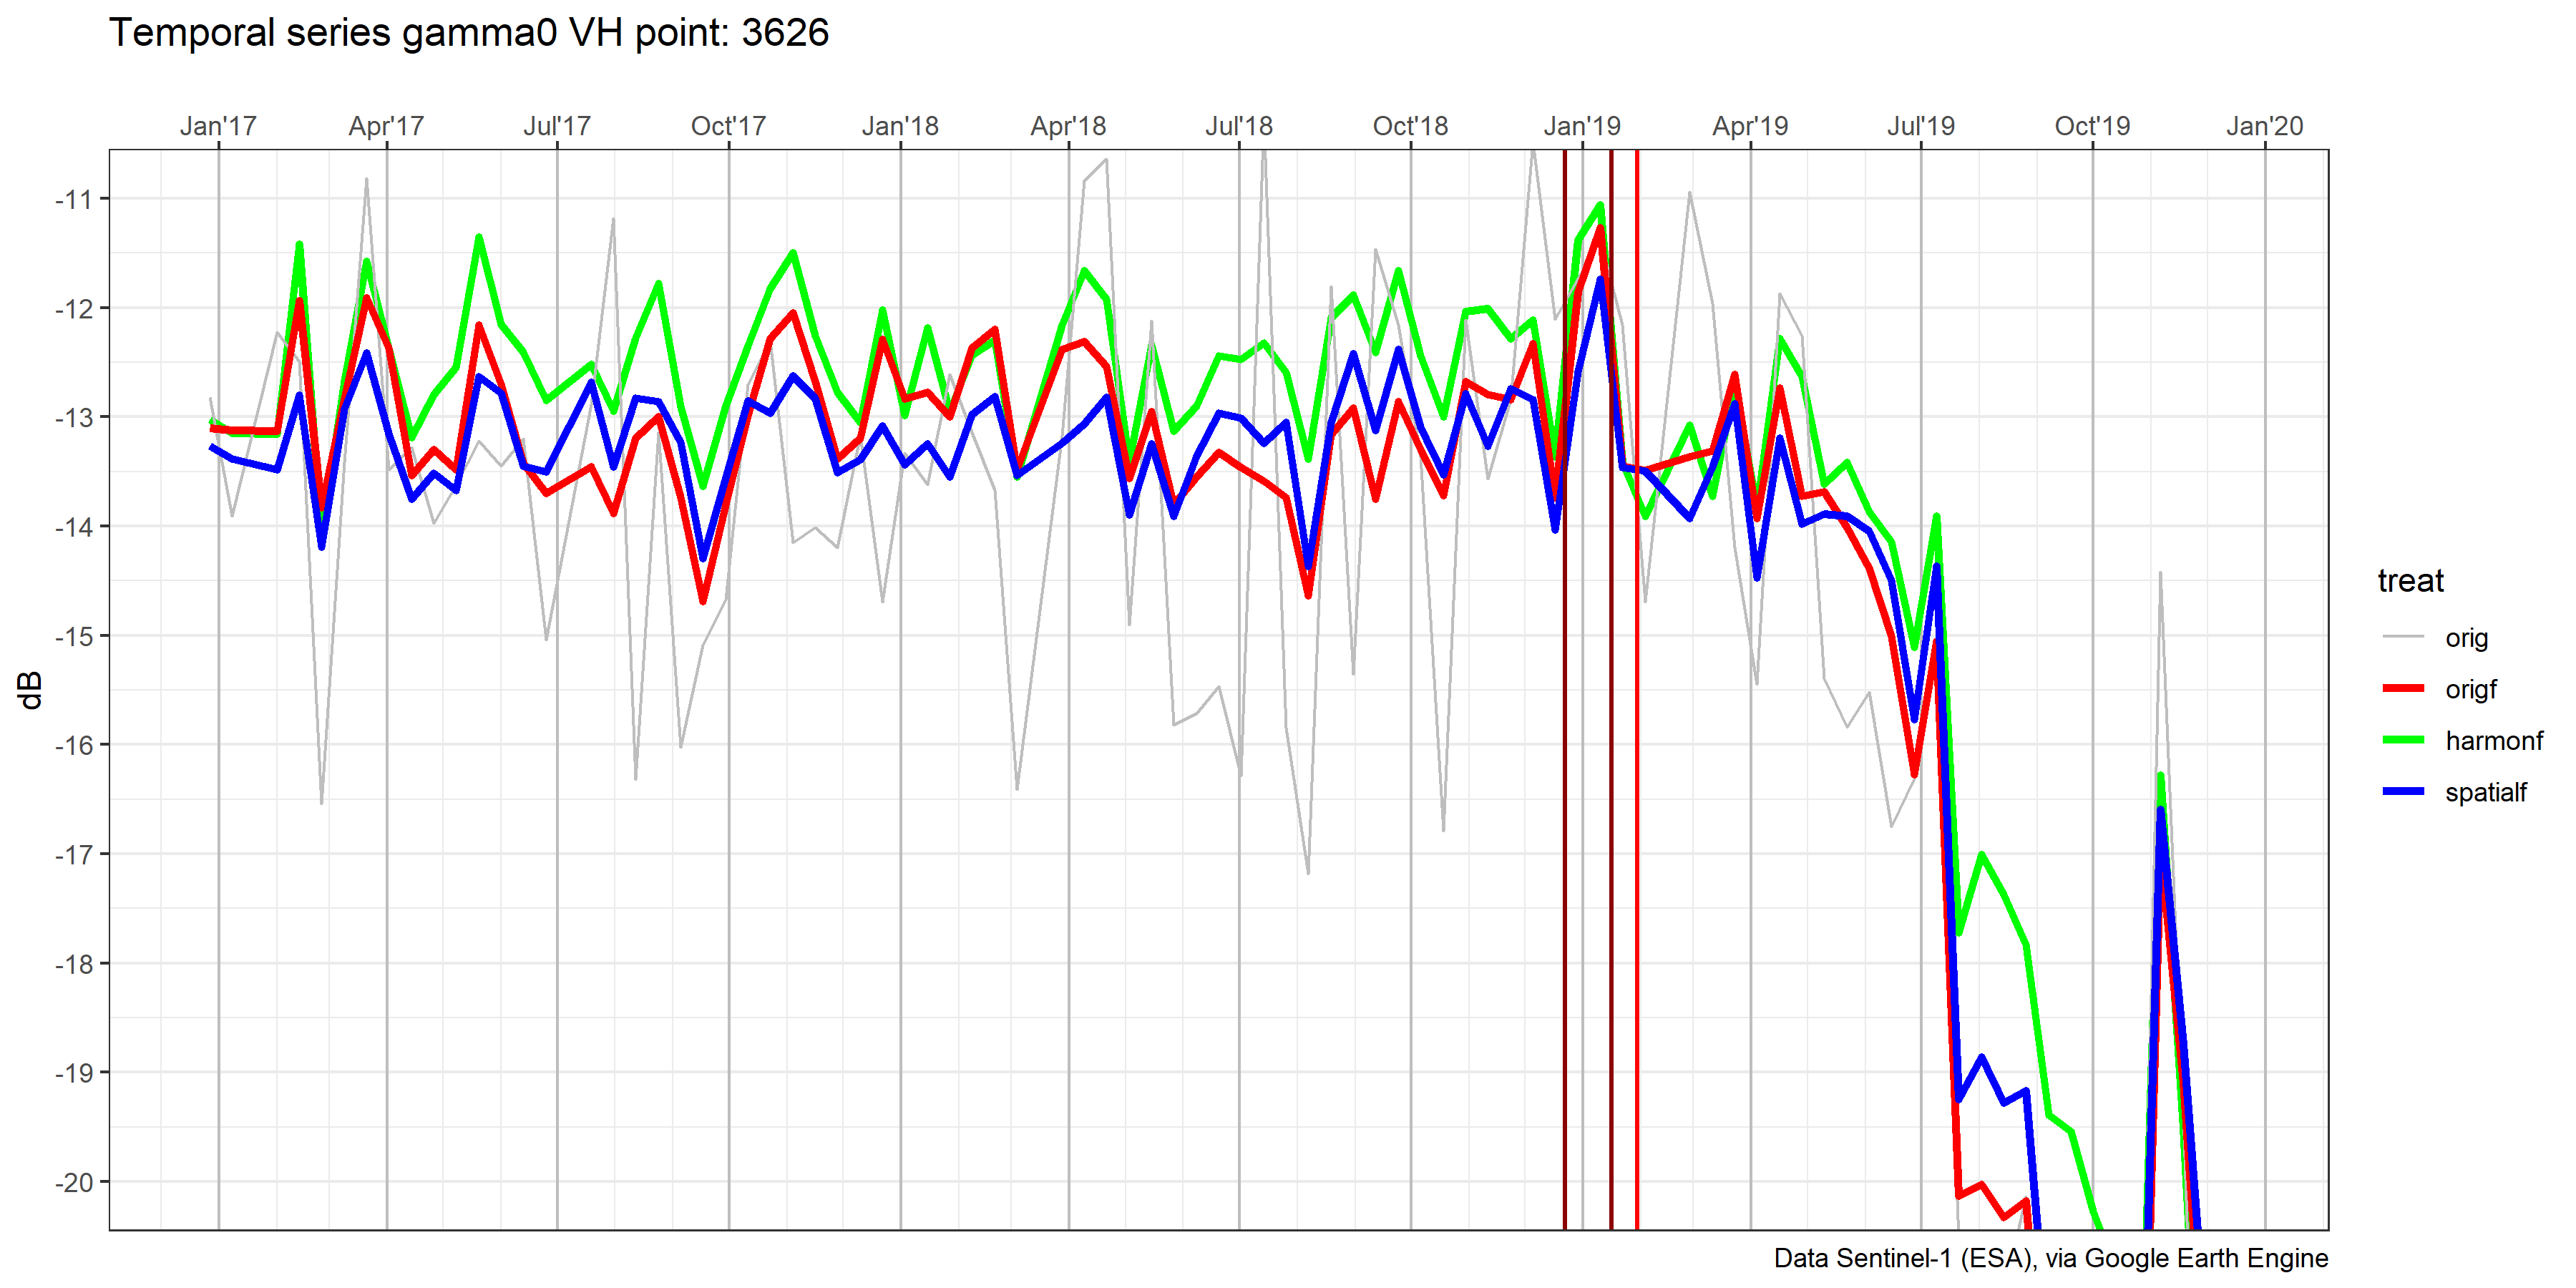 Temporal series gamma0 VH point: 3626
Jan'17 Apr'17 Jul'17 Oct'17 Jan'18 Apr'18 Jul'18 Oct'18 Jan'19 Apr'19 Jul'19 Oct'19 Jan'20
-11
-12
-13
-14
-15
-16
-17
-18
-19
-20
dB
treat
orig
origf
harmonf
spatialf
Data Sentinel-1 (ESA), via Google Earth Engine